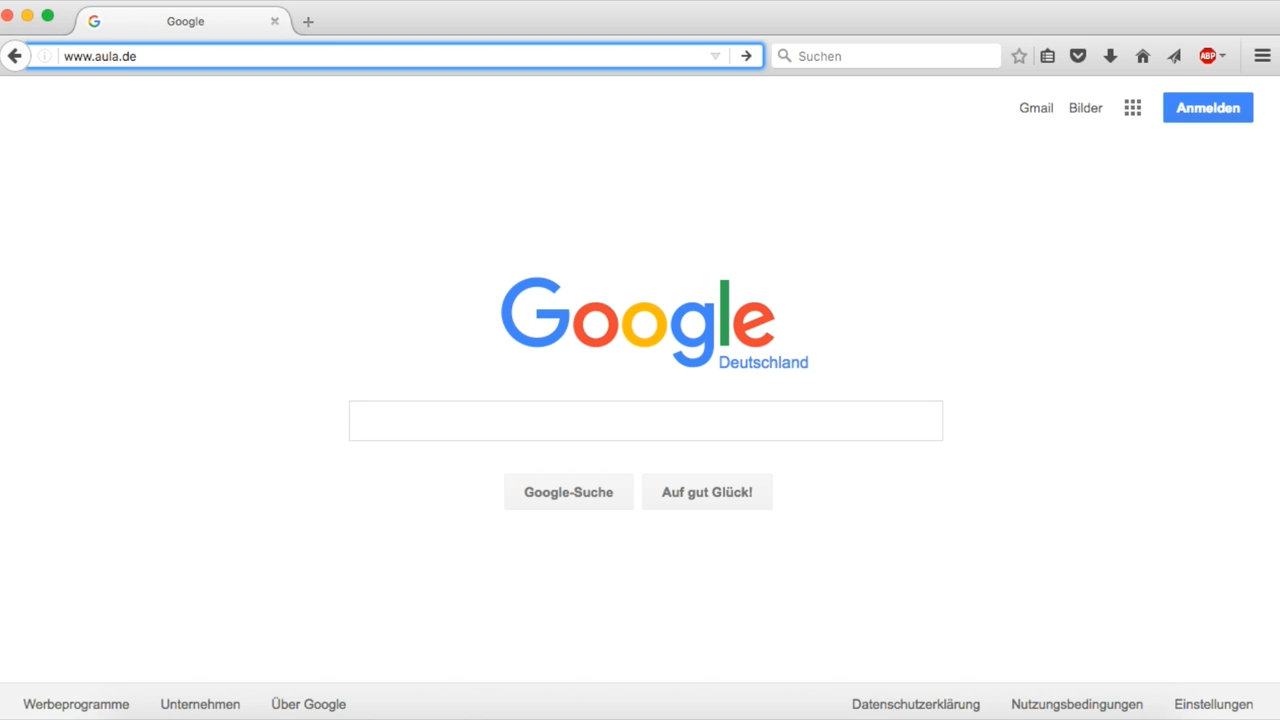 Google
www.aula.de
Suchen
ABP
Gmail Bilder Anmelden
Google
Deutschland
Google-Suche Auf gut Glück!
Werbeprogramme Unternehmen Über Google Datenschutzerklärung Nutzungsbedingungen Einstellungen